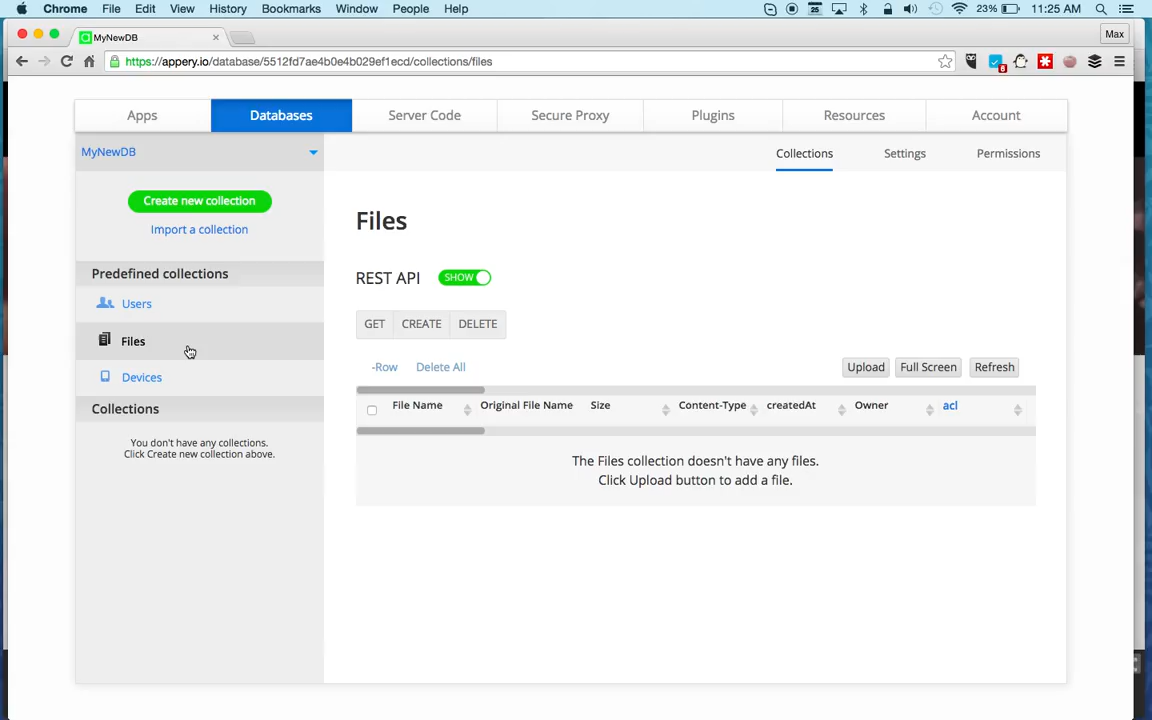 Chrome File Edit View History Bookmarks Window People Help
25 23% 11:25 AM
MyNewDB
Max
https://appery.io/database/5512fd7ae4b0e4b029ef1ecd/collections/files
6
Apps Databases Server Code Secure Proxy Plugins Resources Account
MyNewDB
Collections Settings Permissions
Create new collection
Import a collection
Predefined collections
Users
Files
Devices
Collections
You don't have any collections.
Click Create new collection above.
Files
REST API SHOW
GET CREATE DELETE
-Row Delete All Upload Full Screen Refresh
File Name Original File Name Size Content-Type createdAt Owner acl
The Files collection doesn't have any files.
Click Upload button to add a file.